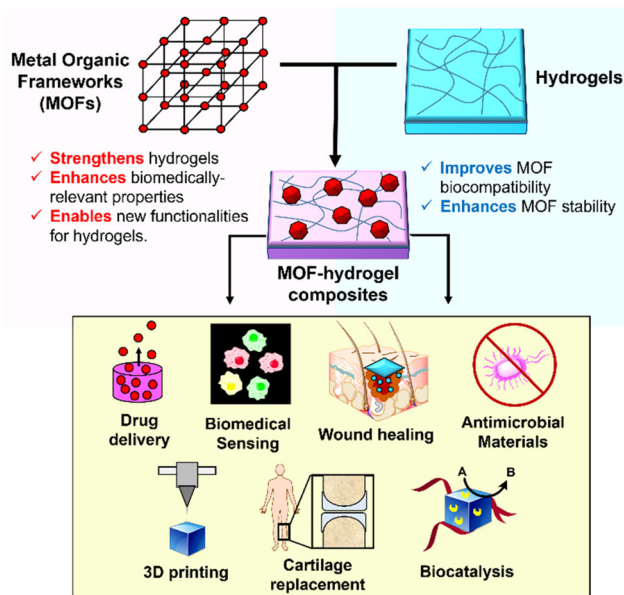 Metal Organic
Frameworks
(MOFs)
Hydrogels
✓ Strengthens hydrogels
✓ Enhances biomedically-
relevant properties
✓ Enables new functionalities
for hydrogels.
✓ Improves MOF
biocompatibility
✓ Enhances MOF stability
MOF-hydrogel
composites
Drug
delivery
Biomedical
Sensing
Wound healing
Antimicrobial
Materials
A
B
3D printing
Cartilage
replacement
Biocatalysis